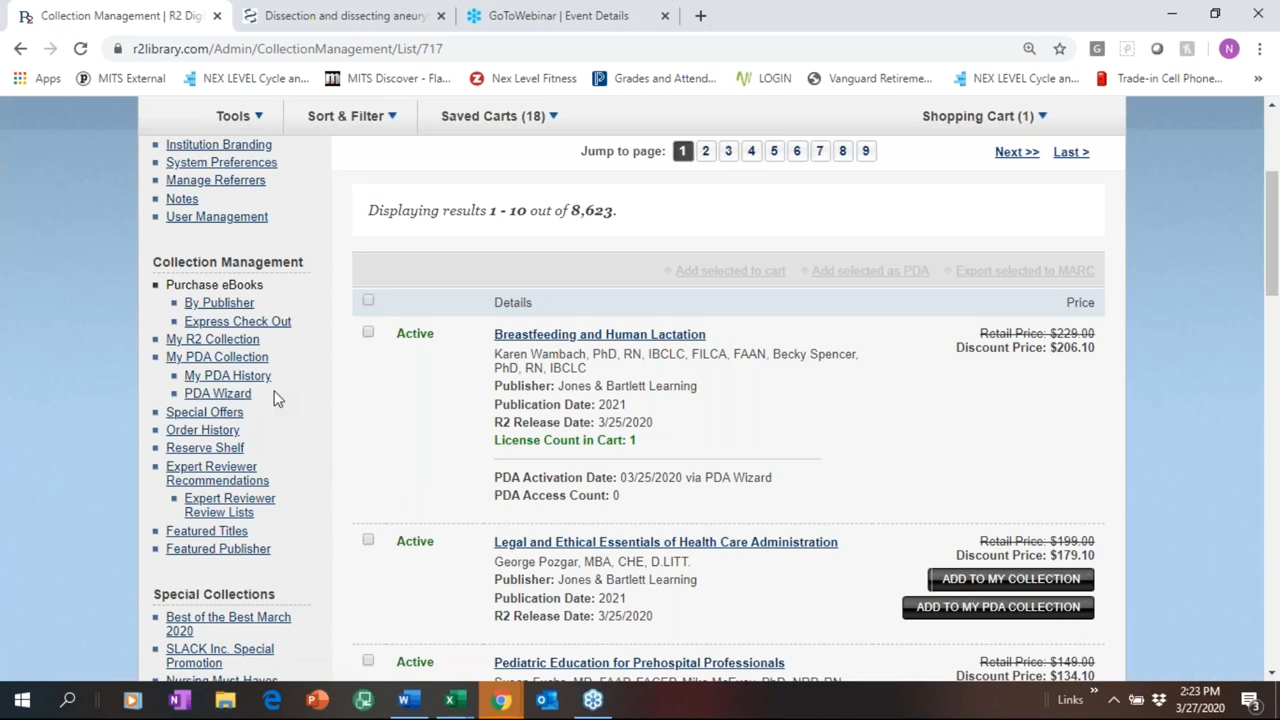 Collection Management | R2 Digi
Dissection and dissecting aneury
GoToWebinar | Event Details
r2library.com/Admin/CollectionManagement/List/717
N
Apps
MITS External
NEX LEVEL Cycle an...
MITS Discover - Fla...
Nex Level Fitness
Grades and Attend...
LOGIN
Vanguard Retireme...
NEX LEVEL Cycle an...
Trade-in Cell Phone...
»
Tools
Sort & Filter
Saved Carts (18)
Shopping Cart (1)
Institution Branding
System Preferences
Manage Referrers
Notes
User Management
Collection Management
Purchase eBooks
By Publisher
Express Check Out
My R2 Collection
My PDA Collection
My PDA History
PDA Wizard
Special Offers
Order History
Reserve Shelf
Expert Reviewer
Recommendations
Expert Reviewer
Review Lists
Featured Titles
Featured Publisher
Special Collections
Best of the Best March
2020
SLACK Inc. Special
Promotion
Nursing Must-Haves
Jump to page: 1 2 3 4 5 6 7 8 9 Next >> Last >
Displaying results 1 - 10 out of 8,623.
Add selected to cart
Add selected as PDA
Export selected to MARC
Details
Price
Active
Breastfeeding and Human Lactation
Karen Wambach, PhD, RN, IBCLC, FILCA, FAAN, Becky Spencer,
PhD, RN, IBCLC
Publisher: Jones & Bartlett Learning
Publication Date: 2021
R2 Release Date: 3/25/2020
License Count in Cart: 1
Retail Price: $229.00
Discount Price: $206.10
PDA Activation Date: 03/25/2020 via PDA Wizard
PDA Access Count: 0
Active
Legal and Ethical Essentials of Health Care Administration
George Pozgar, MBA, CHE, D.LITT.
Publisher: Jones & Bartlett Learning
Publication Date: 2021
R2 Release Date: 3/25/2020
Retail Price: $199.00
Discount Price: $179.10
ADD TO MY COLLECTION
ADD TO MY PDA COLLECTION
Active
Pediatric Education for Prehospital Professionals
Retail Price: $149.00
Discount Price: $134.10
Links
2:23 PM
3/27/2020
3